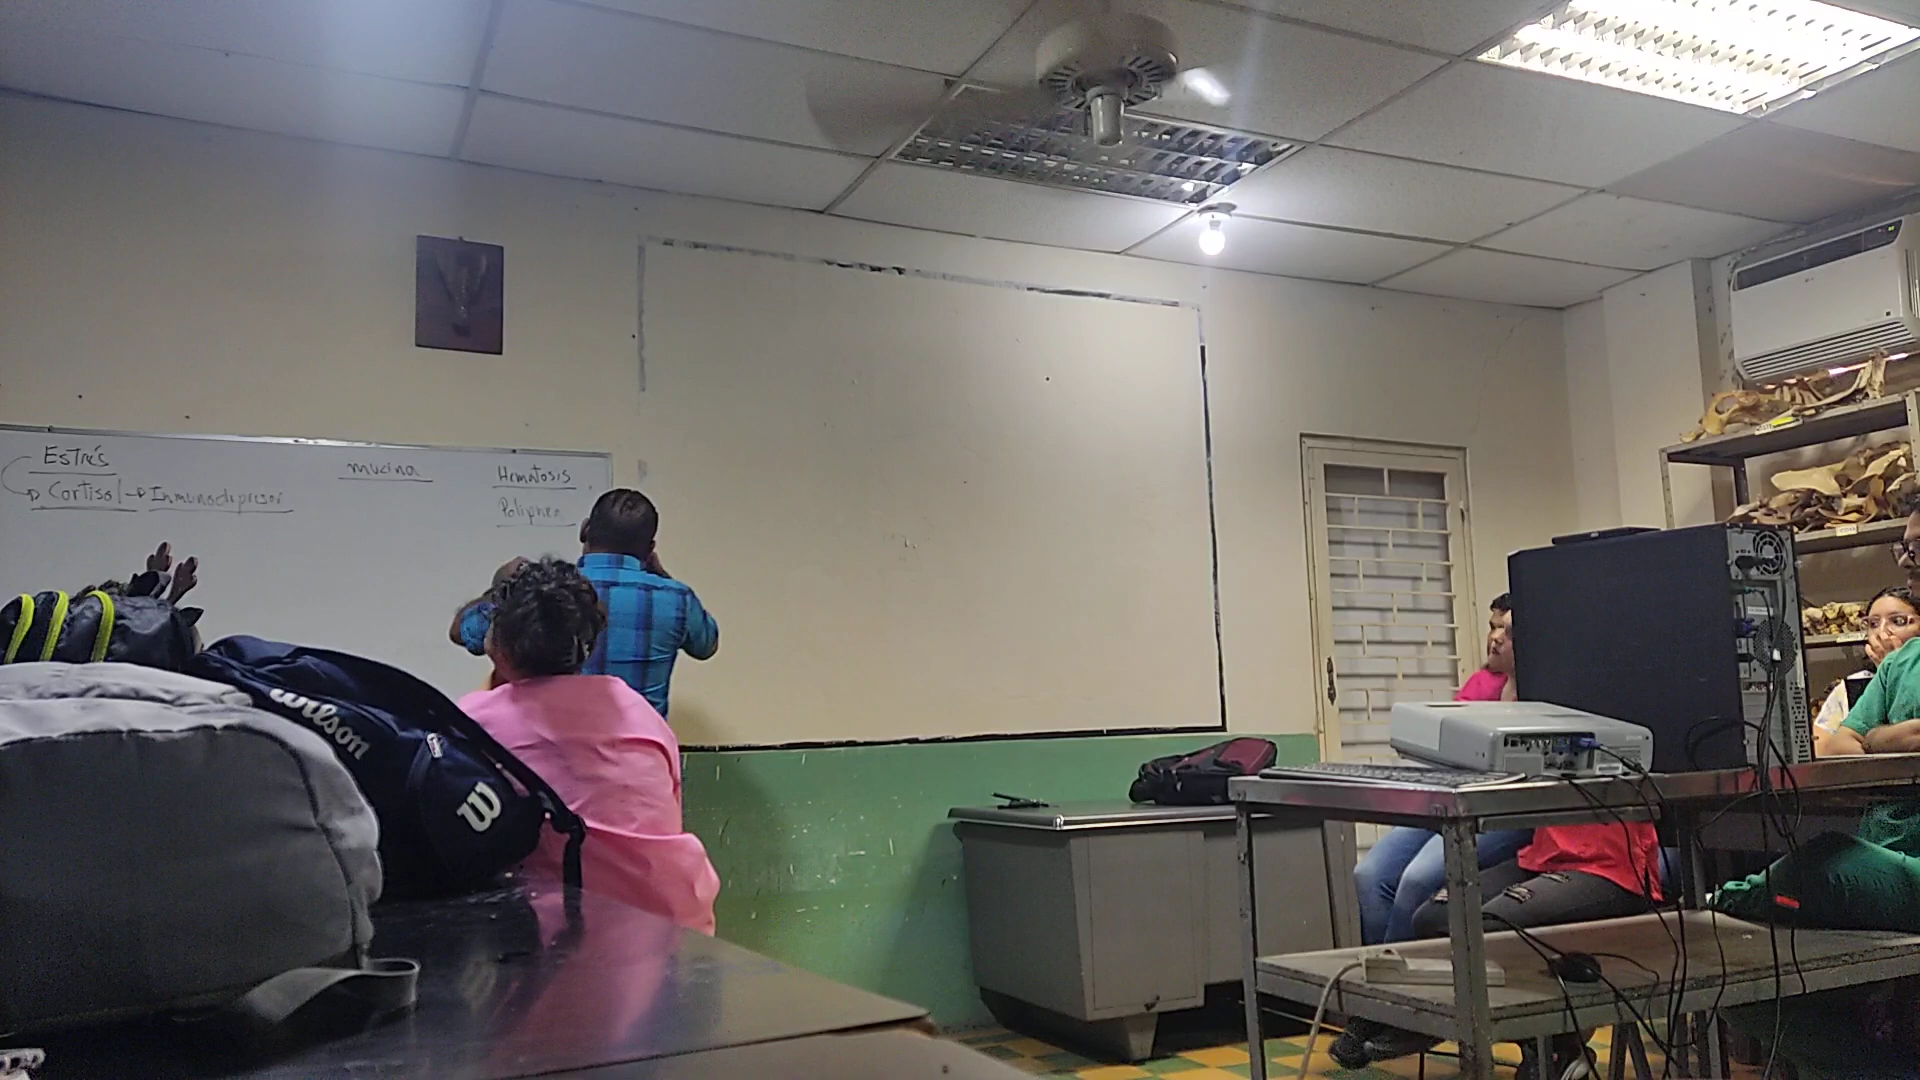 Estrés
Cortisol → Inmunodepresor
mucina
Hematosis
Polipnea
Wilson
W